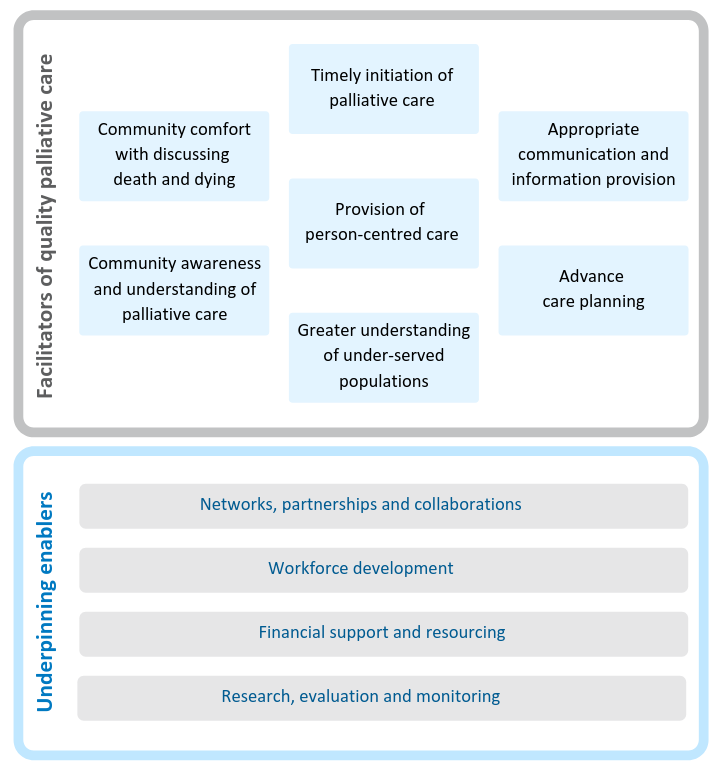 Facilitators of quality palliative care
Timely initiation of
palliative care
Community comfort
with discussing
death and dying
Appropriate
communication and
information provision
Provision of
person-centred care
Community awareness
and understanding of
palliative care
Advance
care planning
Greater understanding
of under-served
populations
Underpinning enablers
Networks, partnerships and collaborations
Workforce development
Financial support and resourcing
Research, evaluation and monitoring